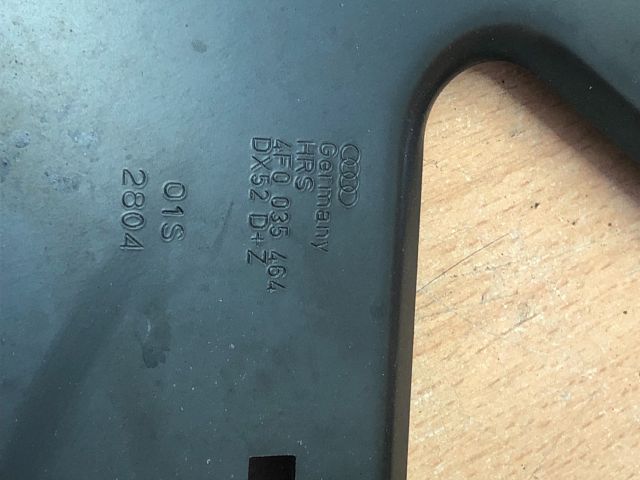 Germany
HRS
4F0 035 464
DX52 D+Z
01S
2804